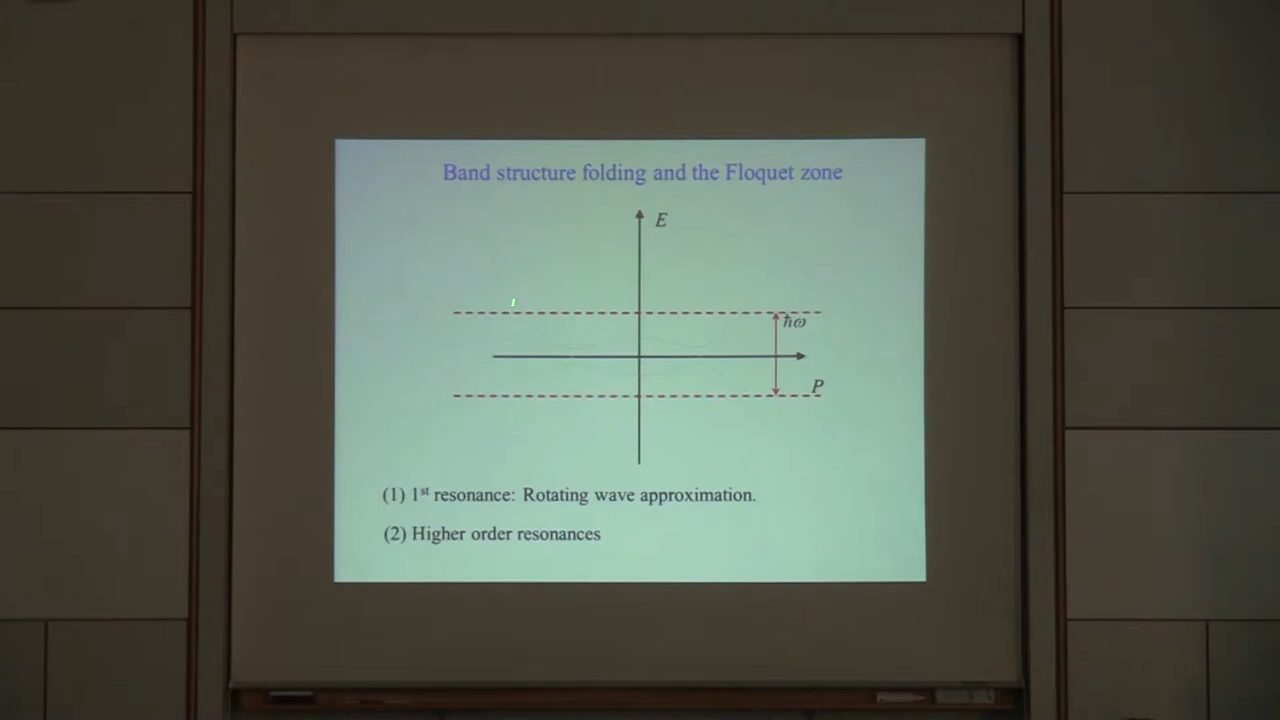 Band structure folding and the Floquet zone
E
ħω
P
(1) 1st resonance: Rotating wave approximation.
(2) Higher order resonances